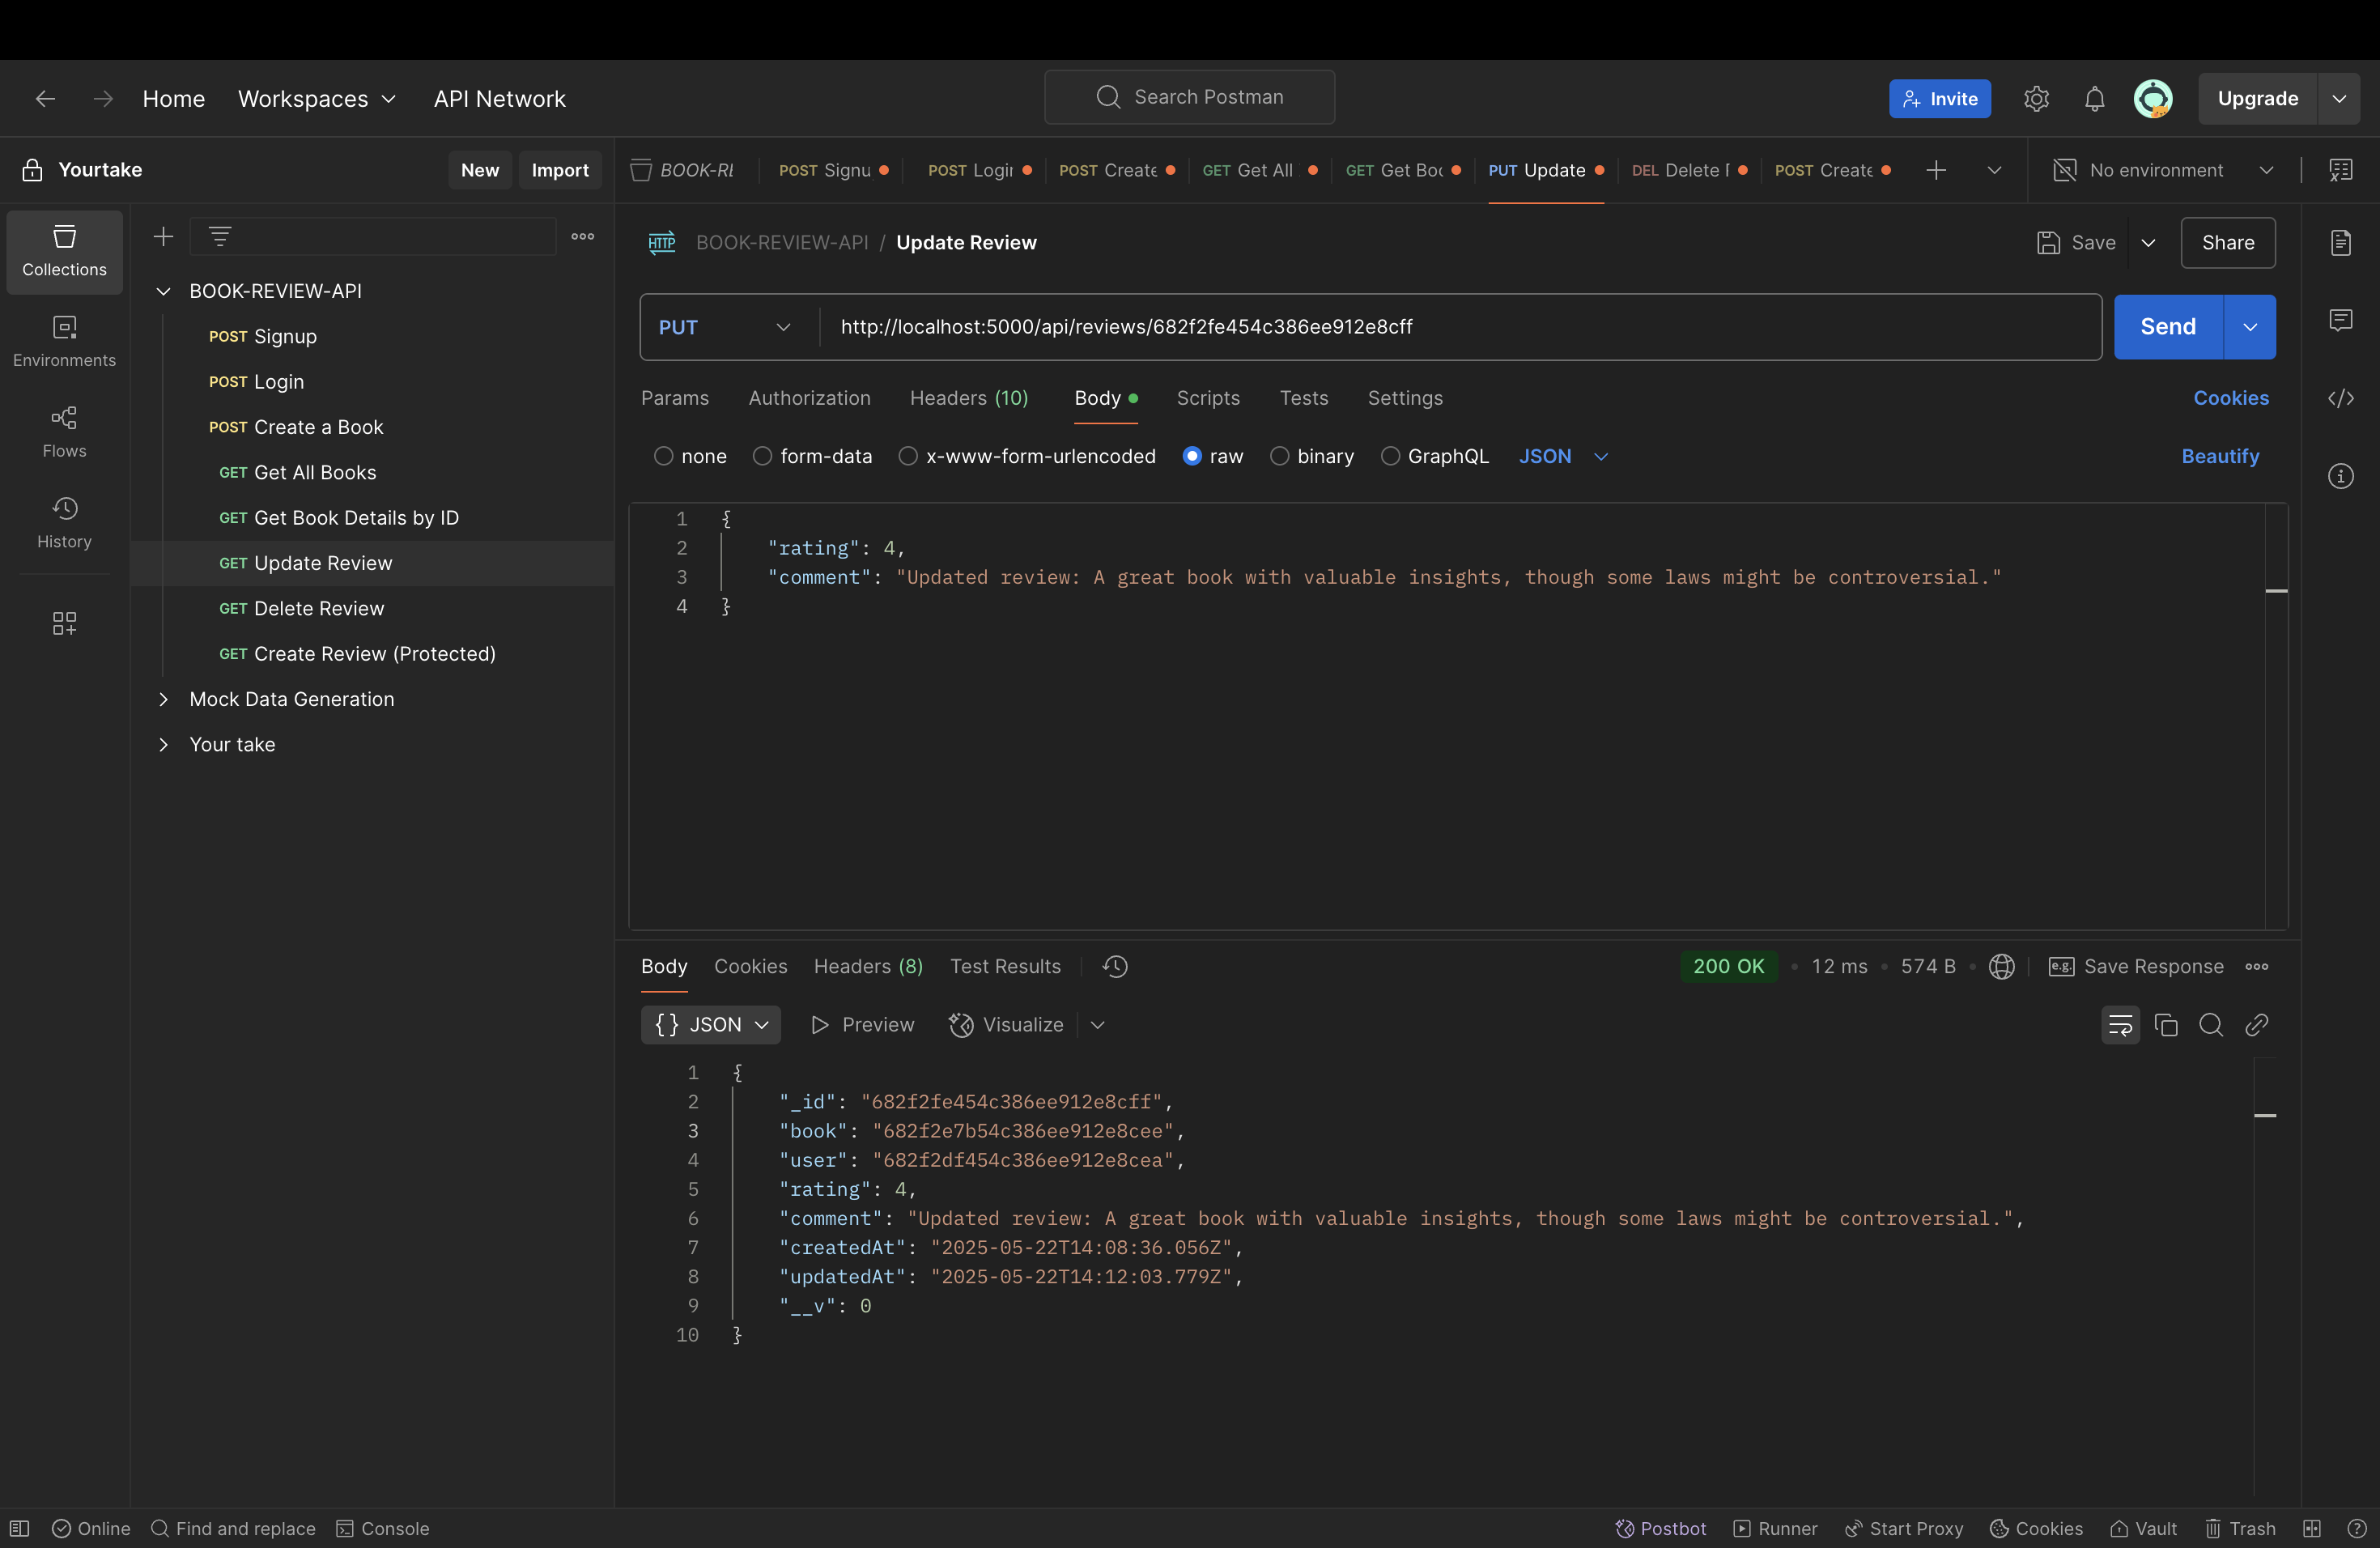 Home Workspaces API Network Search Postman Invite Upgrade
Yourtake New Import
BOOK-RE POST Signu POST Login POST Create GET Get All GET Get Boo PUT Update DEL Delete POST Create No environment
Collections
Environments
Flows
History
BOOK-REVIEW-API
POST Signup
POST Login
POST Create a Book
GET Get All Books
GET Get Book Details by ID
GET Update Review
GET Delete Review
GET Create Review (Protected)
Mock Data Generation
Your take
HTTP BOOK-REVIEW-API / Update Review Save Share
PUT http://localhost:5000/api/reviews/682f2fe454c386ee912e8cff Send
Params Authorization Headers (10) Body Scripts Tests Settings Cookies
none form-data x-www-form-urlencoded raw binary GraphQL JSON Beautify
1 {
2 "rating": 4,
3 "comment": "Updated review: A great book with valuable insights, though some laws might be controversial."
4 }
Body Cookies Headers (8) Test Results 200 OK • 12 ms • 574 B • e.g. Save Response
{} JSON Preview Visualize
1 {
2 "_id": "682f2fe454c386ee912e8cff",
3 "book": "682f2e7b54c386ee912e8cee",
4 "user": "682f2df454c386ee912e8cea",
5 "rating": 4,
6 "comment": "Updated review: A great book with valuable insights, though some laws might be controversial.",
7 "createdAt": "2025-05-22T14:08:36.056Z",
8 "updatedAt": "2025-05-22T14:12:03.779Z",
9 "__v": 0
10 }
Online Find and replace Console Postbot Runner Start Proxy Cookies Vault Trash